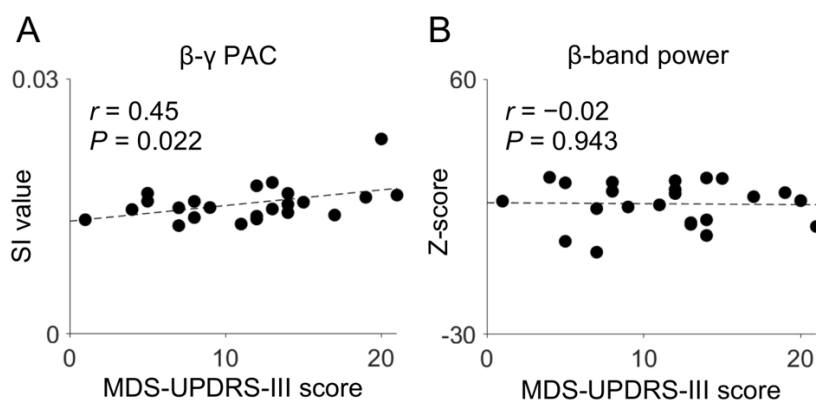 A
β-γ PAC
0.03
r = 0.45
P = 0.022
SI value
0
0
10
20
MDS-UPDRS-III score
B
β-band power
60
r = −0.02
P = 0.943
Z-score
-30
0
10
20
MDS-UPDRS-III score